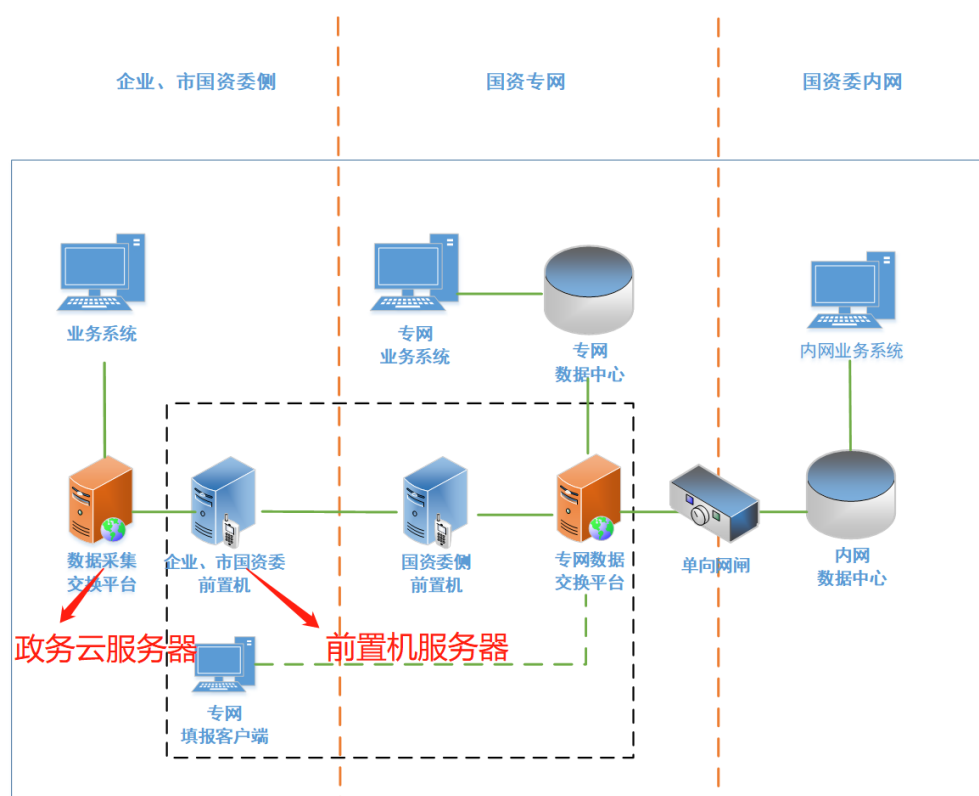 企业、市国资委侧
国资专网
国资委内网
业务系统
专网
业务系统
专网
数据中心
内网业务系统
数据采集
交换平台
企业、市国资委
前置机
国资委侧
前置机
专网数据
交换平台
单向网闸
内网
数据中心
政务云服务器
前置机服务器
专网
填报客户端